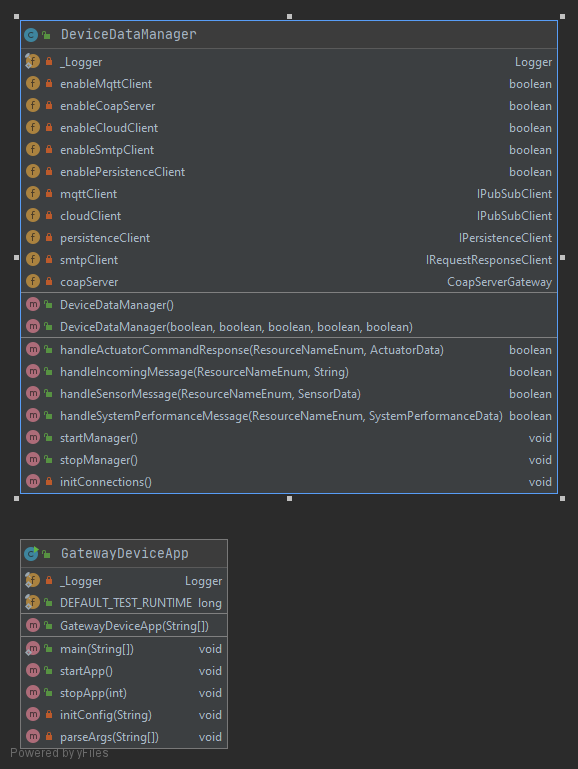 DeviceDataManager
_Logger Logger
enableMqttClient boolean
enableCoapServer boolean
enableCloudClient boolean
enableSmtpClient boolean
enablePersistenceClient boolean
mqttClient IPubSubClient
cloudClient IPubSubClient
persistenceClient IPersistenceClient
smtpClient IRequestResponseClient
coapServer CoapServerGateway
DeviceDataManager()
DeviceDataManager(boolean, boolean, boolean, boolean, boolean)
handleActuatorCommandResponse(ResourceNameEnum, ActuatorData) boolean
handleIncomingMessage(ResourceNameEnum, String) boolean
handleSensorMessage(ResourceNameEnum, SensorData) boolean
handleSystemPerformanceMessage(ResourceNameEnum, SystemPerformanceData) boolean
startManager() void
stopManager() void
initConnections() void
GatewayDeviceApp
_Logger Logger
DEFAULT_TEST_RUNTIME long
GatewayDeviceApp(String[])
main(String[]) void
startApp() void
stopApp(int) void
initConfig(String) void
parseArgs(String[]) void
Powered by yFiles